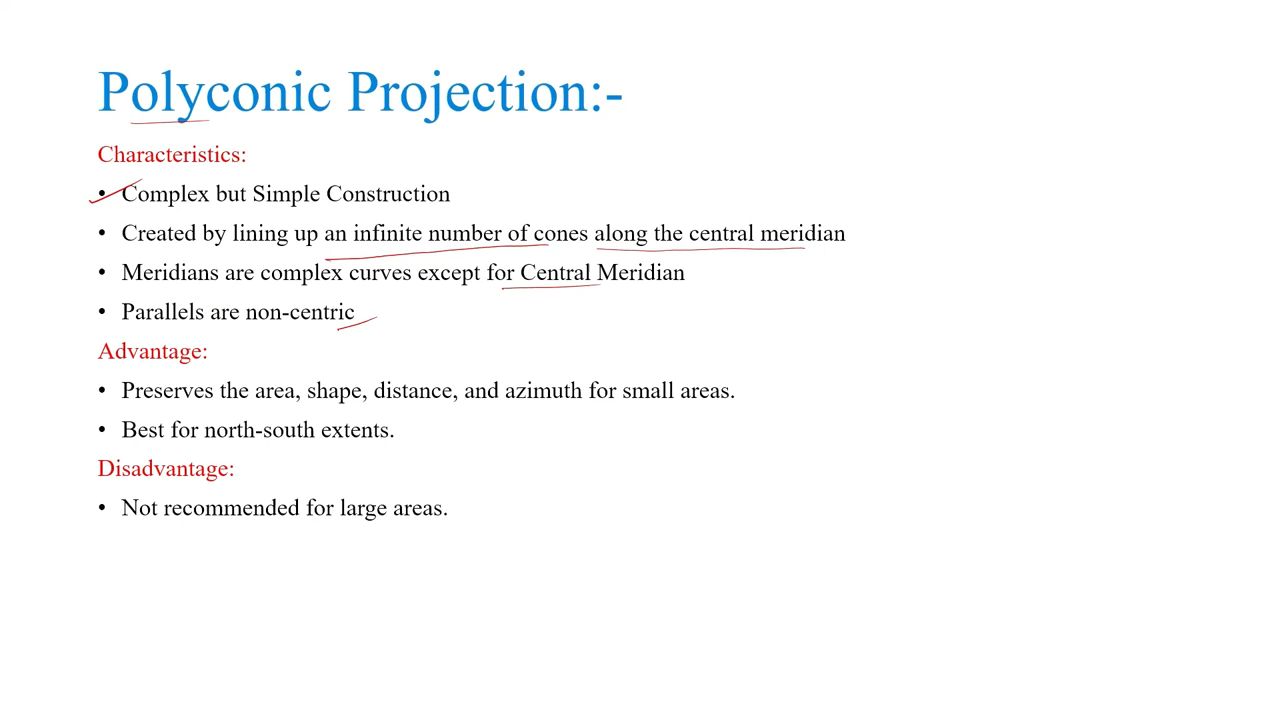 Polyconic Projection:-
Characteristics:
• Complex but Simple Construction
• Created by lining up an infinite number of cones along the central meridian
• Meridians are complex curves except for Central Meridian
• Parallels are non-centric
Advantage:
• Preserves the area, shape, distance, and azimuth for small areas.
• Best for north-south extents.
Disadvantage:
• Not recommended for large areas.